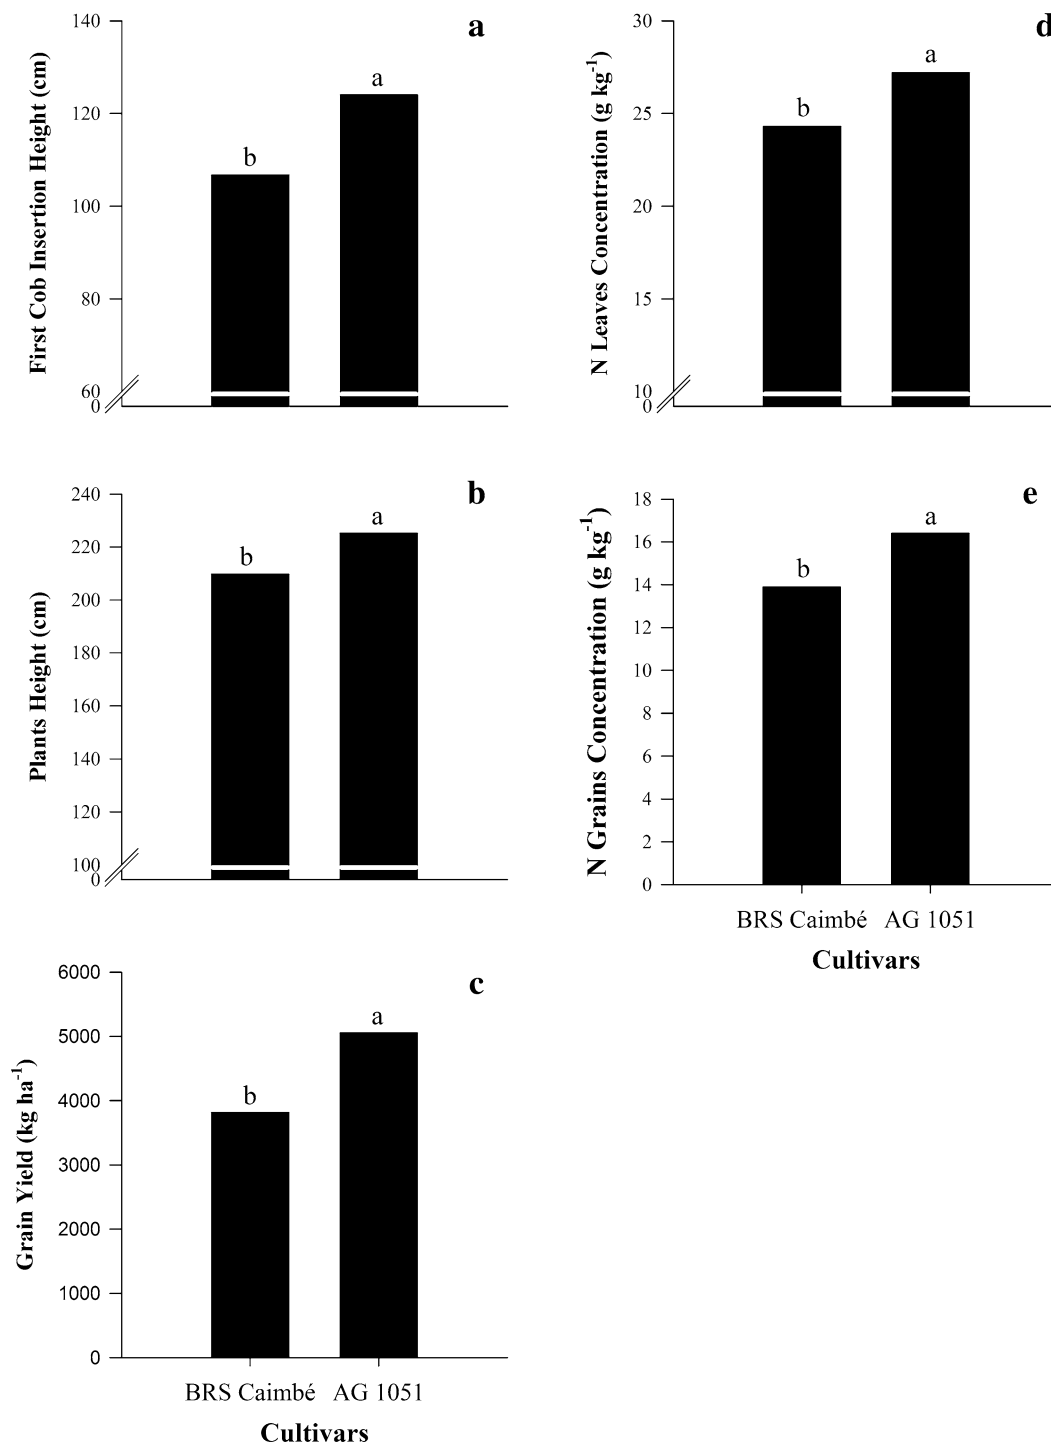 a
First Cob Insertion Height (cm)
140
120
100
80
60
0
b
a
b
Plants Height (cm)
240
220
200
180
160
140
120
100
0
b
a
c
Grain Yield (kg ha-1)
6000
5000
4000
3000
2000
1000
0
b
a
BRS Caimbé AG 1051
Cultivars
d
N Leaves Concentration (g kg-1)
30
25
20
15
10
0
b
a
e
N Grains Concentration (g kg-1)
18
16
14
12
10
8
6
4
2
0
b
a
BRS Caimbé AG 1051
Cultivars